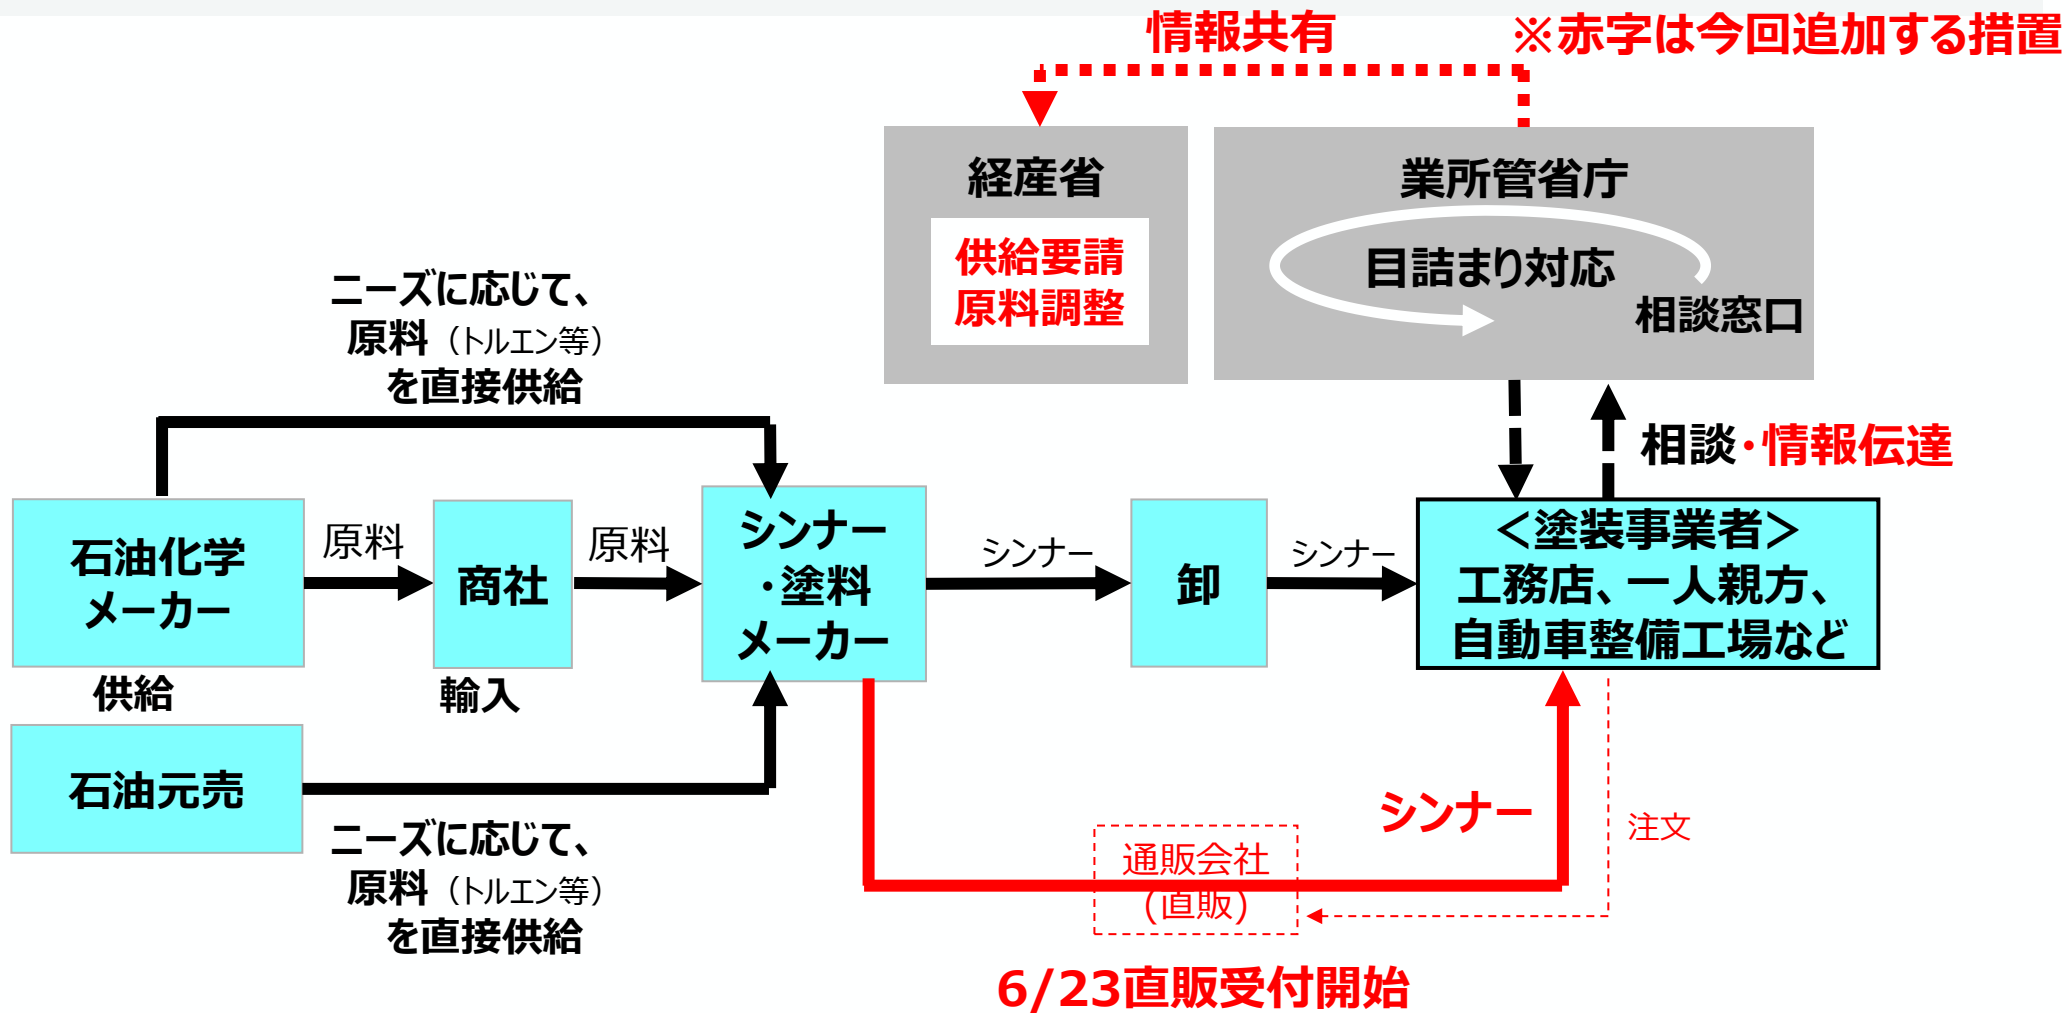 情報共有
※赤字は今回追加する措置
経産省
供給要請
原料調整
業所管省庁
目詰まり対応
相談窓口
ニーズに応じて、
原料（トルエン等）
を直接供給
相談・情報伝達
石油化学
メーカー
原料
商社
原料
シンナー
・塗料
メーカー
シンナー
卸
シンナー
＜塗装事業者＞
工務店、一人親方、
自動車整備工場など
供給
輸入
石油元売
ニーズに応じて、
原料（トルエン等）
を直接供給
シンナー
注文
通販会社
（直販）
6/23直販受付開始